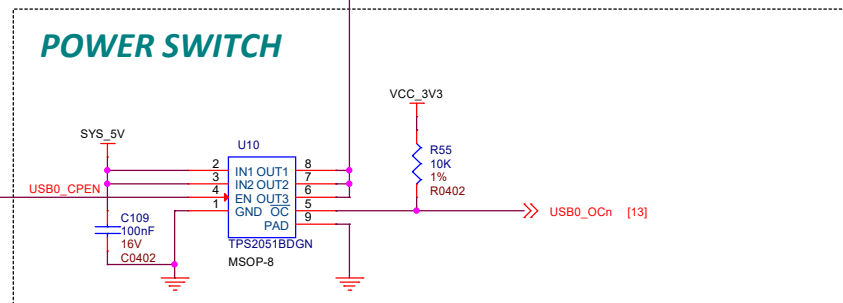 POWER SWITCH
VCC_3V3
SYS_5V
U10
R55
10K
1%
R0402
2 IN1 OUT1 8
3 IN2 OUT2 7
USB0_CPEN 4 EN OUT3 6
1 GND OC 5
USB0_OCn [13]
PAD 9
C109
100nF
16V
C0402
TPS2051BDGN
MSOP-8